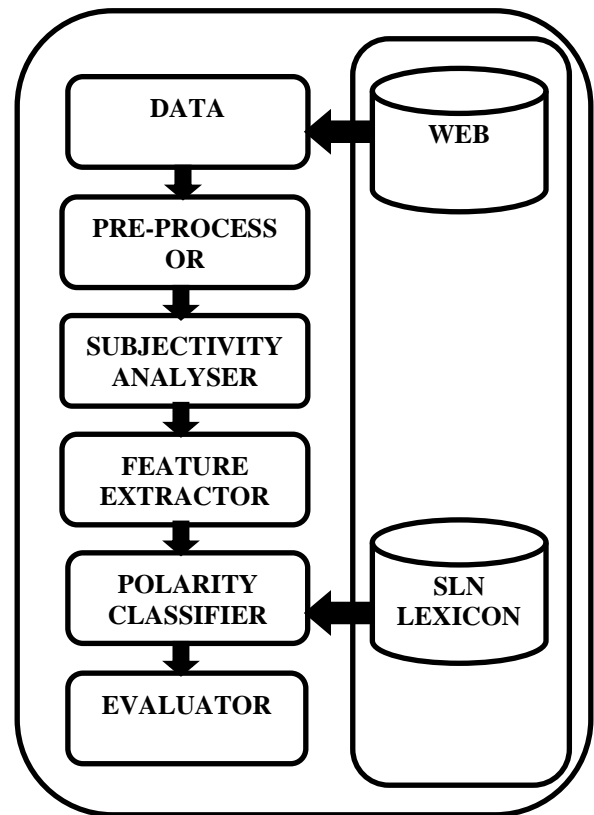 DATA
WEB
PRE-PROCESS
OR
SUBJECTIVITY
ANALYSER
FEATURE
EXTRACTOR
POLARITY
CLASSIFIER
SLN
LEXICON
EVALUATOR